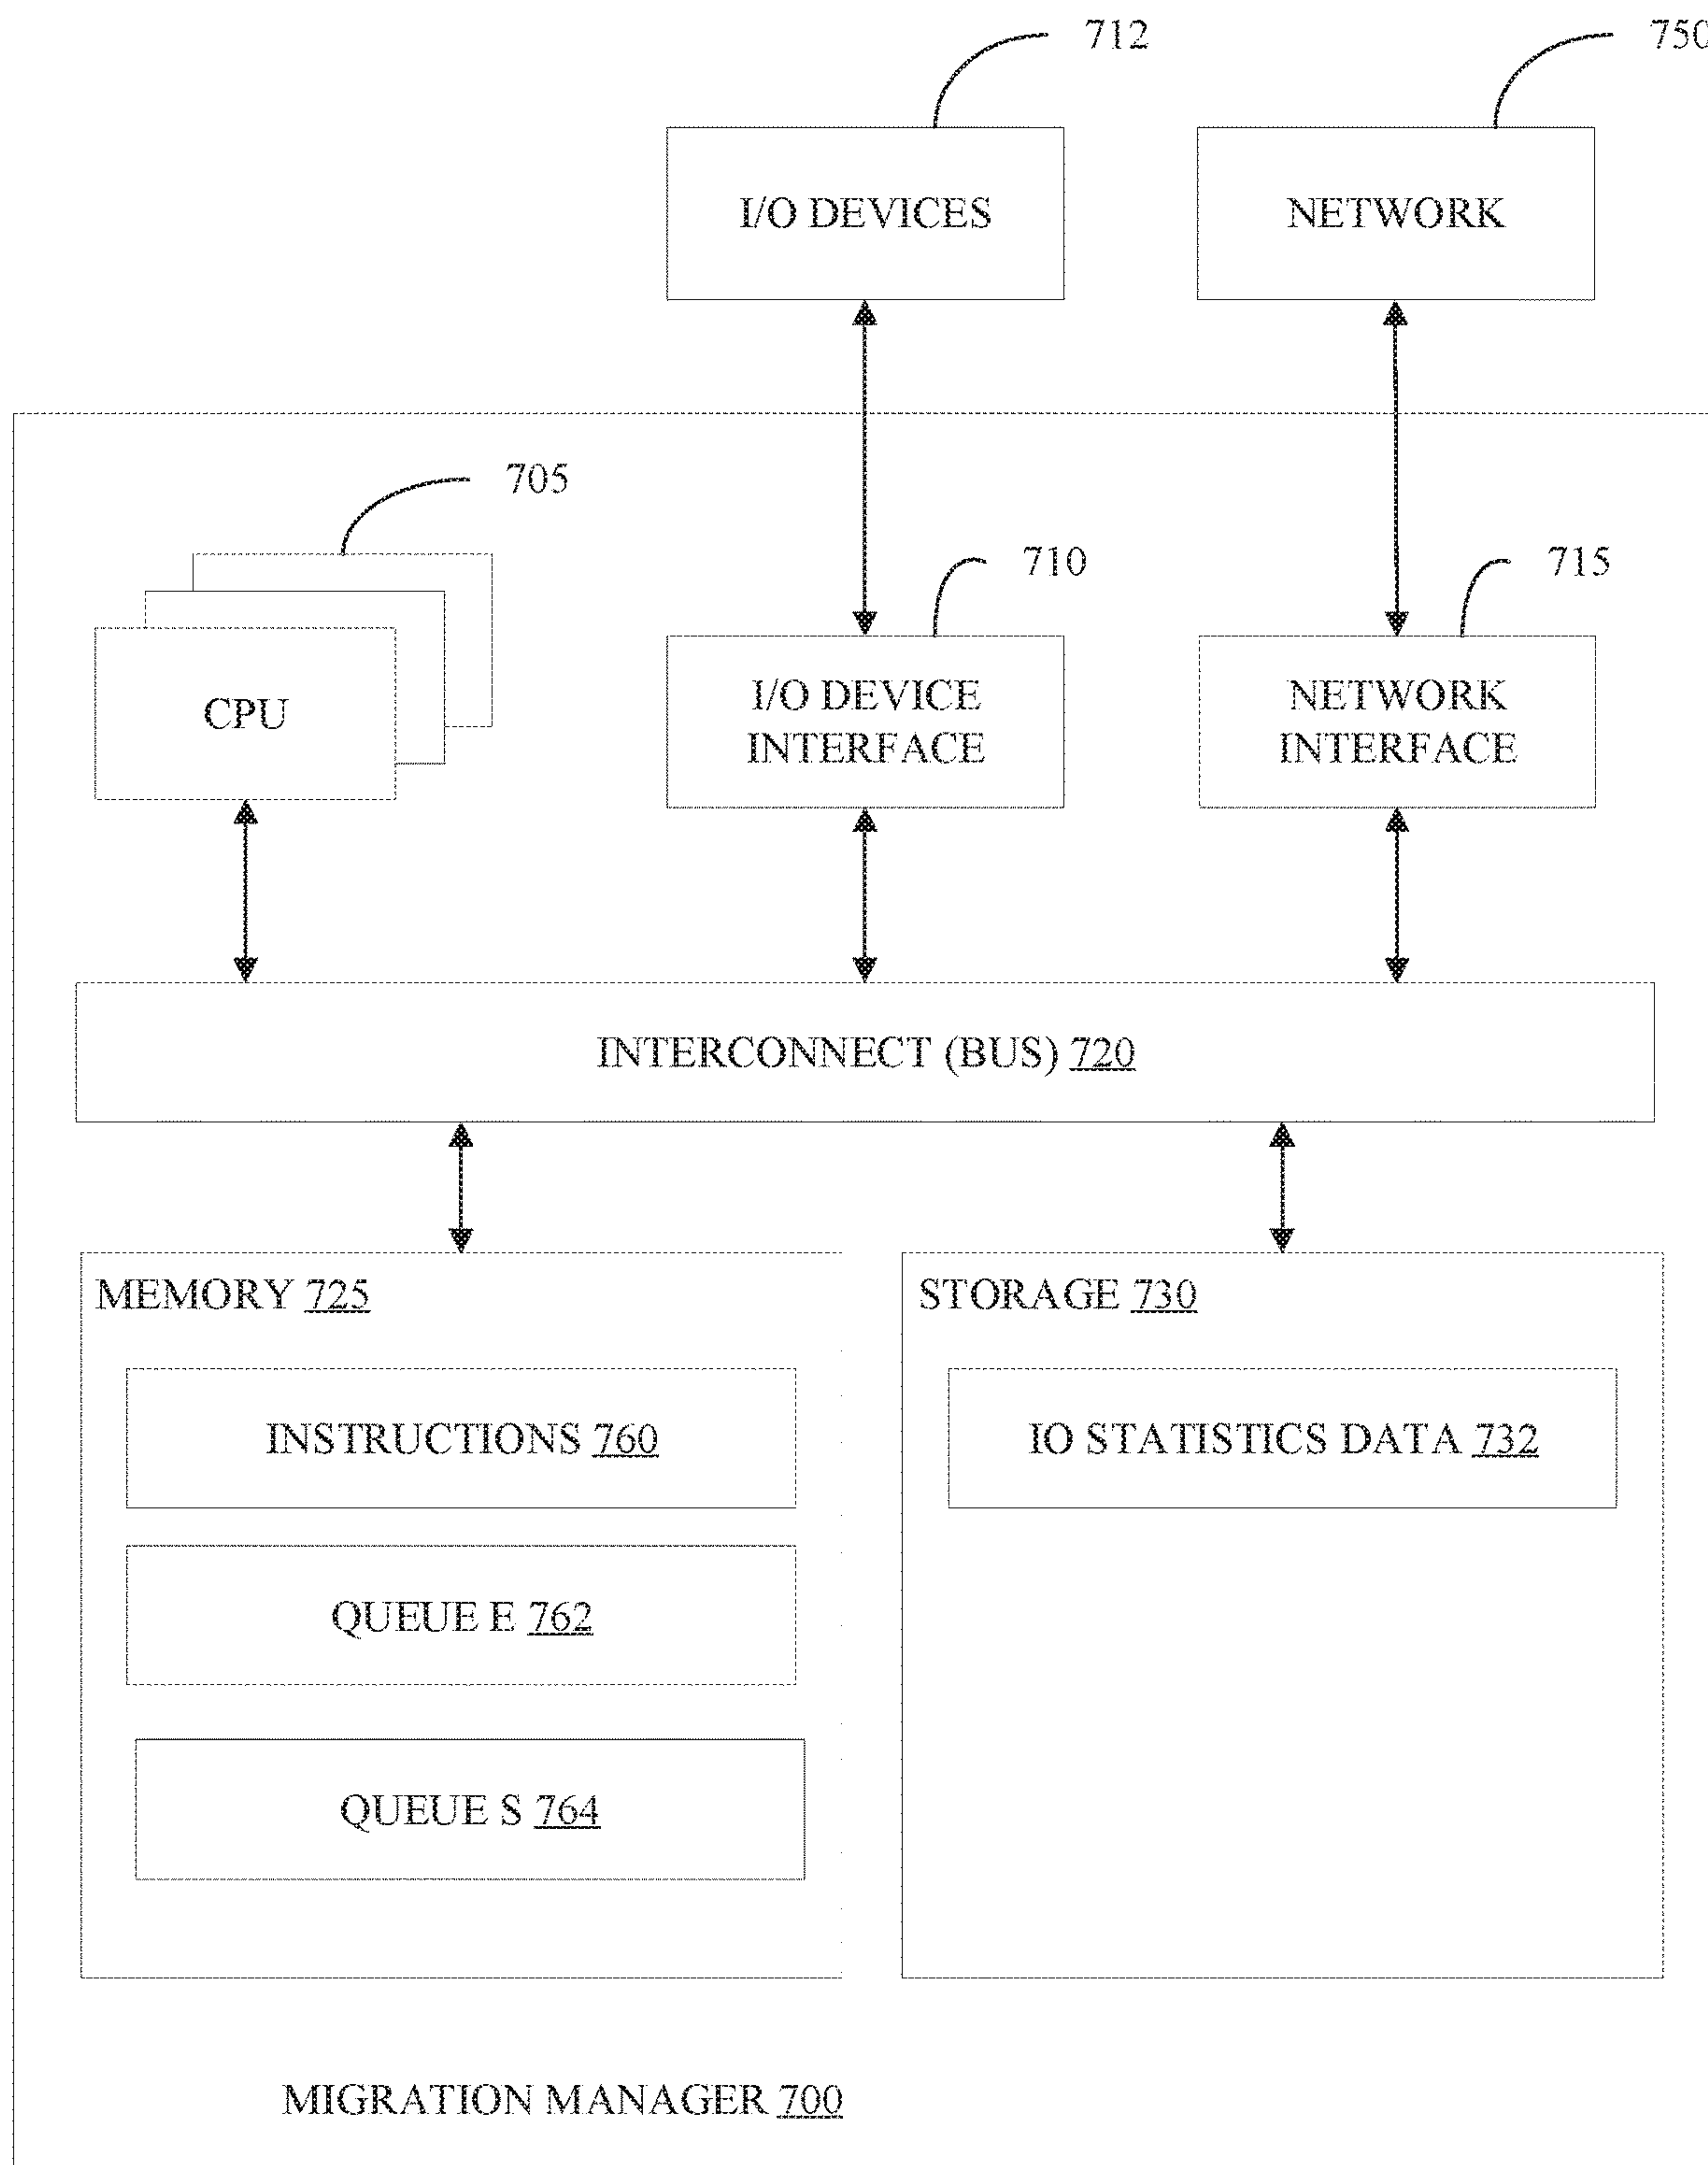 712
750
I/O DEVICES
NETWORK
705
710
715
CPU
I/O DEVICE
INTERFACE
NETWORK
INTERFACE
INTERCONNECT (BUS) 720
MEMORY 725
STORAGE 730
INSTRUCTIONS 760
IO STATISTICS DATA 732
QUEUE E 762
QUEUE S 764
MIGRATION MANAGER 700